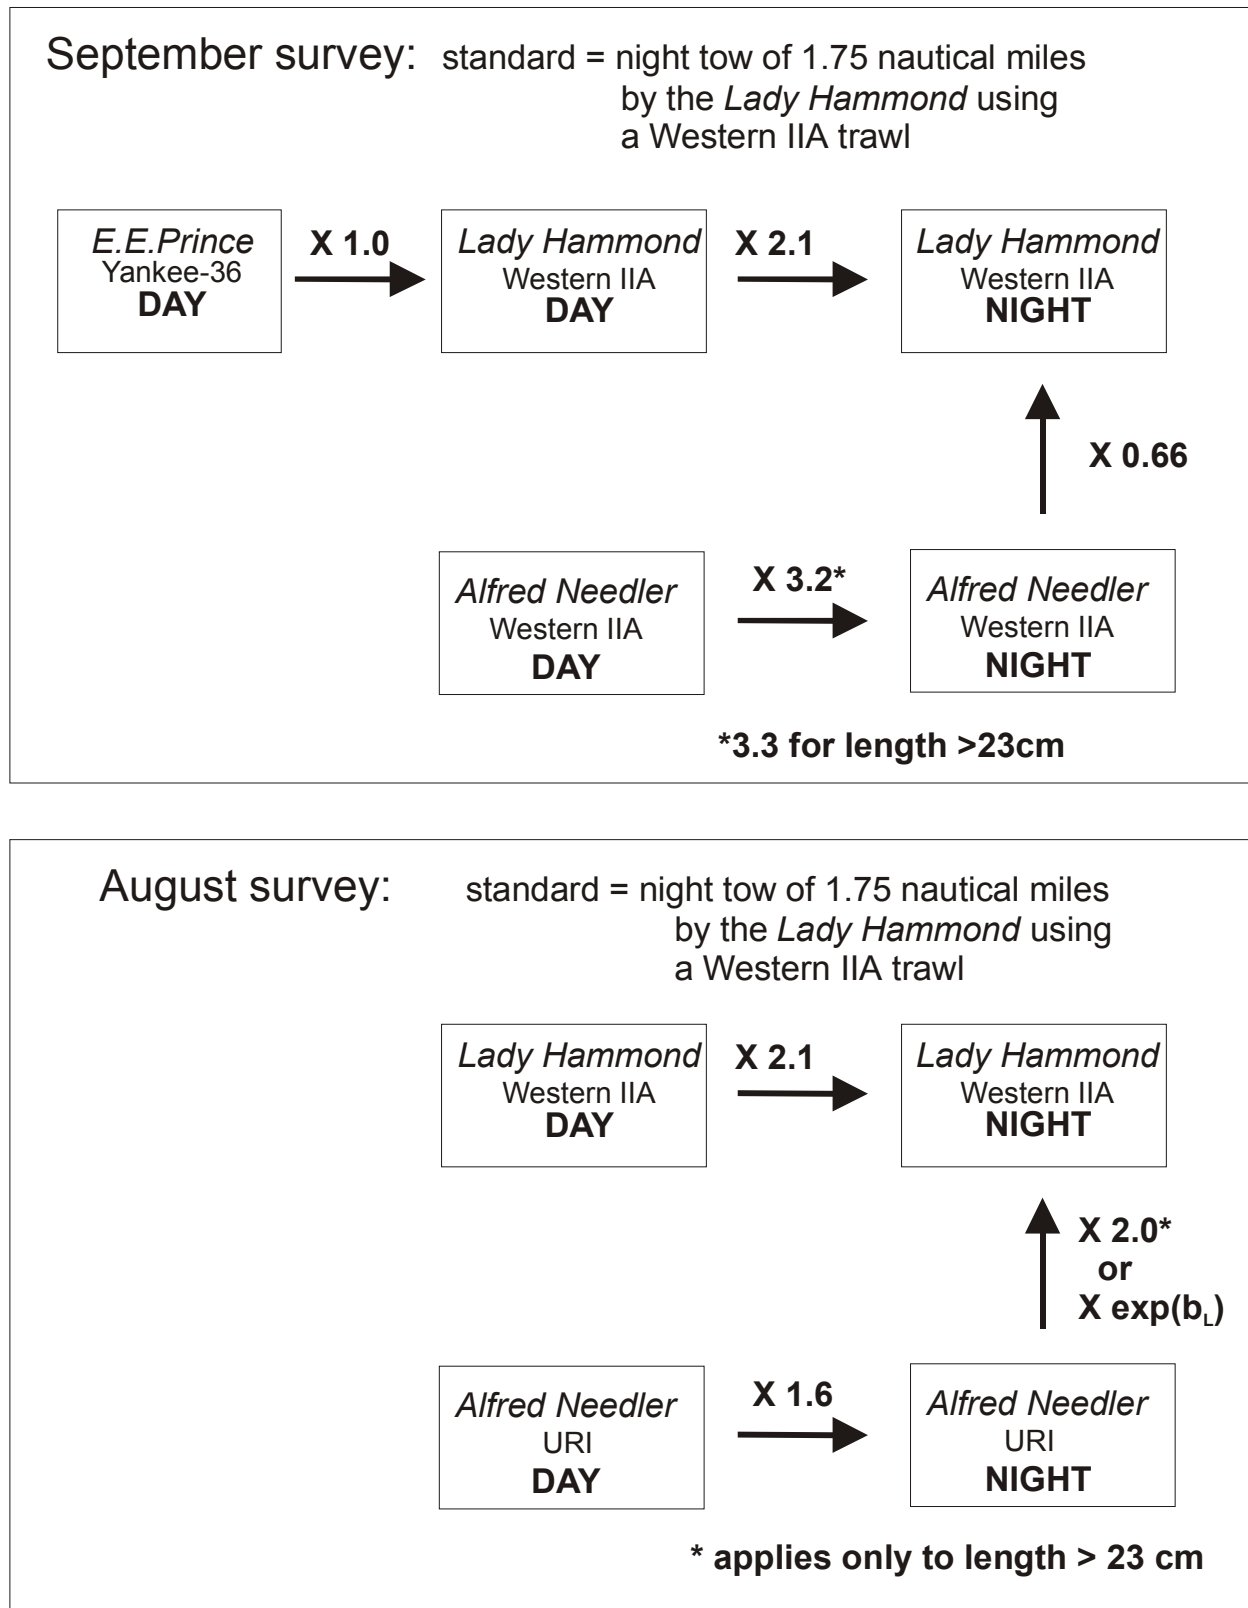 September survey: standard = night tow of 1.75 nautical miles
by the Lady Hammond using
a Western IIA trawl
E.E.Prince
Yankee-36
DAY
X 1.0
Lady Hammond
Western IIA
DAY
X 2.1
Lady Hammond
Western IIA
NIGHT
X 0.66
Alfred Needler
Western IIA
DAY
X 3.2*
Alfred Needler
Western IIA
NIGHT
*3.3 for length >23cm
August survey: standard = night tow of 1.75 nautical miles
by the Lady Hammond using
a Western IIA trawl
Lady Hammond
Western IIA
DAY
X 2.1
Lady Hammond
Western IIA
NIGHT
X 2.0*
or
X exp(bL)
Alfred Needler
URI
DAY
X 1.6
Alfred Needler
URI
NIGHT
* applies only to length > 23 cm